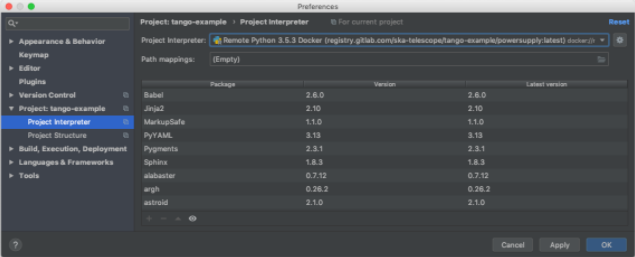 Preferences
Project: tango-example › Project Interpreter For current project Reset
Appearance & Behavior
Keymap
Editor
Plugins
Version Control
Project: tango-example
Project Interpreter
Project Structure
Build, Execution, Deployment
Languages & Frameworks
Tools
Project Interpreter: Remote Python 3.5.3 Docker (registry.gitlab.com/ska-telescope/tango-example/powersupply:latest) docker://
Path mappings: (Empty)
Package Version Latest version
Babel 2.6.0 2.6.0
Jinja2 2.10 2.10
MarkupSafe 1.1.0 1.1.0
PyYAML 3.13 3.13
Pygments 2.3.1 2.3.1
Sphinx 1.8.3 1.8.3
alabaster 0.7.12 0.7.12
argh 0.26.2 0.26.2
astroid 2.1.0 2.1.0
?
Cancel Apply OK